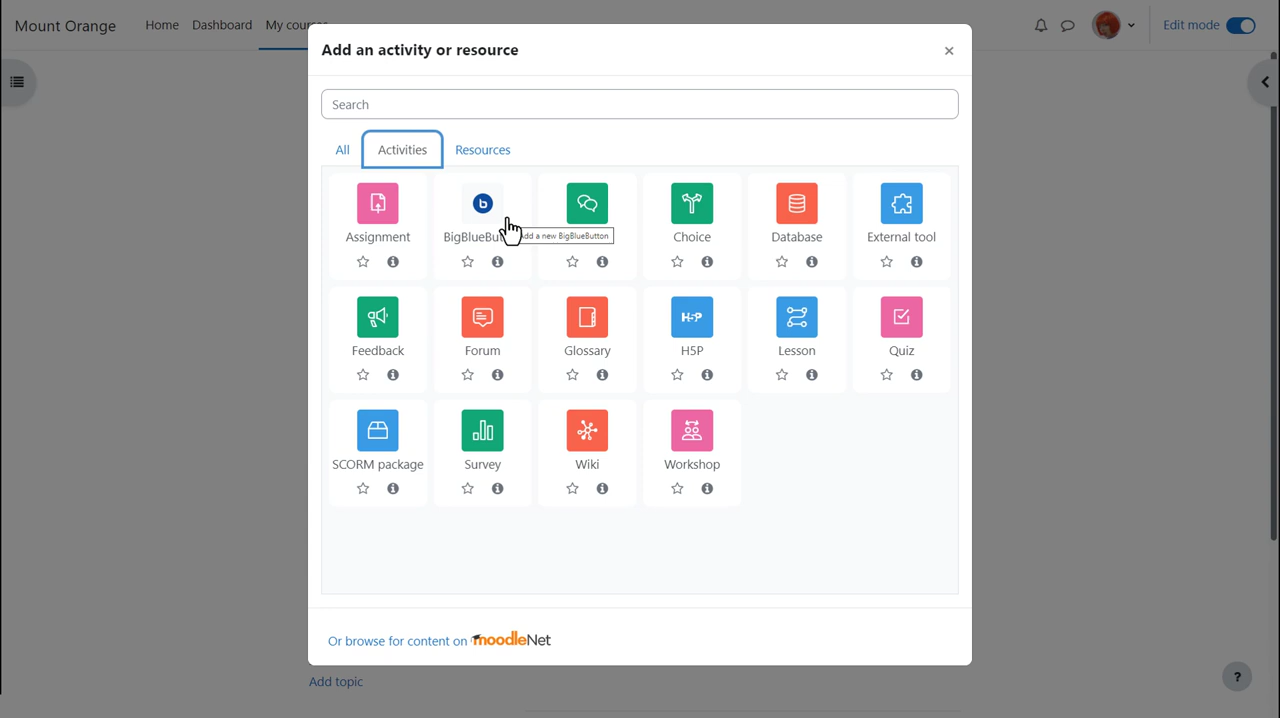 Mount Orange
Home Dashboard My courses
Edit mode
Add an activity or resource
Search
All Activities Resources
Assignment BigBlueBut Choice Database External tool
Add a new BigBlueButton
Feedback Forum Glossary H5P Lesson Quiz
H5P
SCORM package Survey Wiki Workshop
Or browse for content on moodleNet
Add topic
?